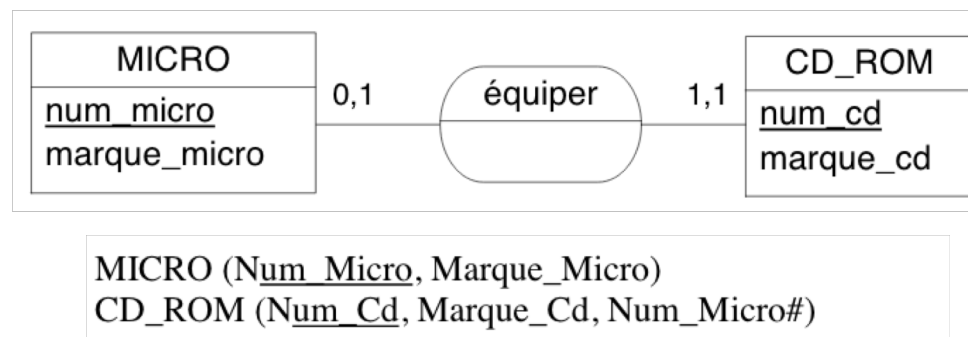 MICRO
num_micro
marque_micro
0,1
équiper
1,1
CD_ROM
num_cd
marque_cd
MICRO (Num_Micro, Marque_Micro)
CD_ROM (Num_Cd, Marque_Cd, Num_Micro#)